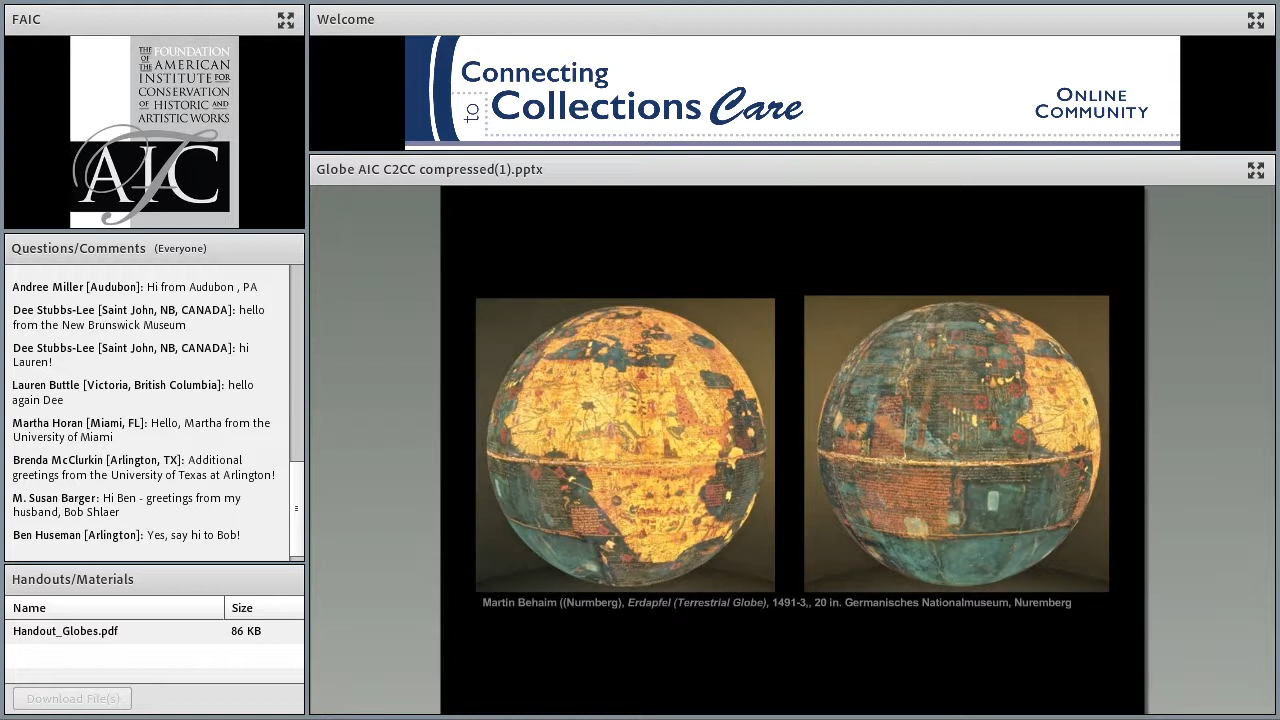 FAIC
THE FOUNDATION
OF THE AMERICAN
INSTITUTE FOR
CONSERVATION
OF HISTORIC AND
ARTISTIC WORKS
AIC
Welcome
Connecting
to Collections Care
ONLINE
COMMUNITY
Globe AIC C2CC compressed(1).pptx
Martin Behaim ((Nurmberg), Erdapfel (Terrestrial Globe), 1491-3,, 20 in. Germanisches Nationalmuseum, Nuremberg
Questions/Comments (Everyone)
Andree Miller [Audubon]: Hi from Audubon , PA
Dee Stubbs-Lee [Saint John, NB, CANADA]: hello
from the New Brunswick Museum
Dee Stubbs-Lee [Saint John, NB, CANADA]: hi
Lauren!
Lauren Buttle [Victoria, British Columbia]: hello
again Dee
Martha Horan [Miami, FL]: Hello, Martha from the
University of Miami
Brenda McClurkin [Arlington, TX]: Additional
greetings from the University of Texas at Arlington!
M. Susan Barger: Hi Ben - greetings from my
husband, Bob Shlaer
Ben Huseman [Arlington]: Yes, say hi to Bob!
Handouts/Materials
Name Size
Handout_Globes.pdf 86 KB
Download File(s)